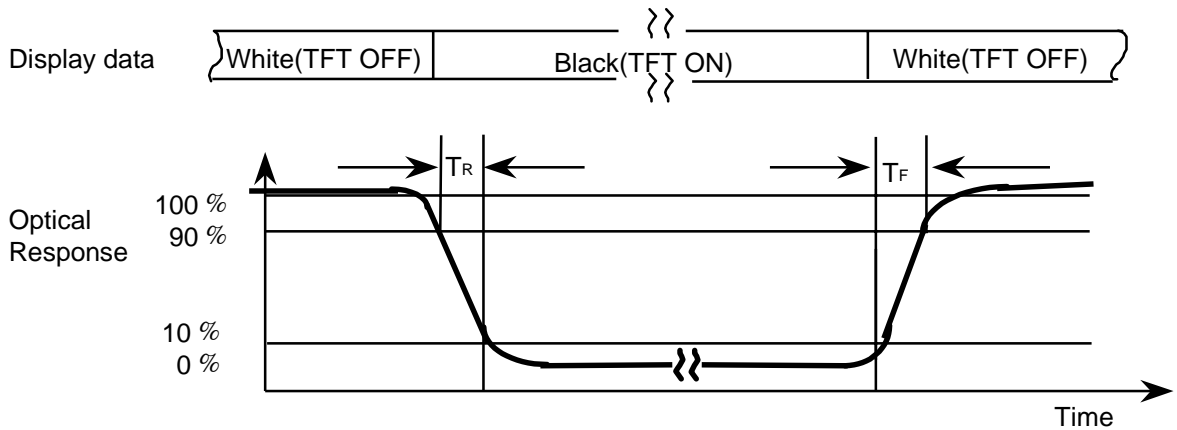 Display data
White(TFT OFF) Black(TFT ON) White(TFT OFF)
TR TF
100 %
Optical
Response
90 %
10 %
0 %
Time